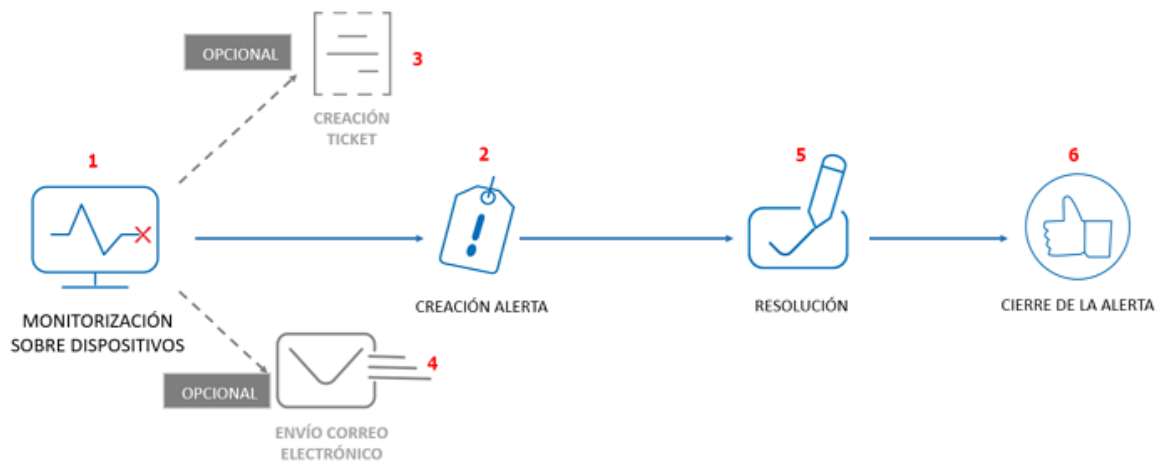 OPCIONAL
3
CREACIÓN
TICKET
1
2
5
6
MONITORIZACIÓN
SOBRE DISPOSITIVOS
CREACIÓN ALERTA
RESOLUCIÓN
CIERRE DE LA ALERTA
4
OPCIONAL
ENVÍO CORREO
ELECTRÓNICO